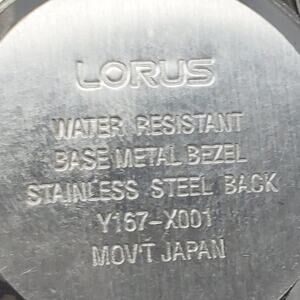 LORUS
WATER RESISTANT
BASE METAL BEZEL
STAINLESS STEEL BACK
Y167-X001
MOV'T JAPAN